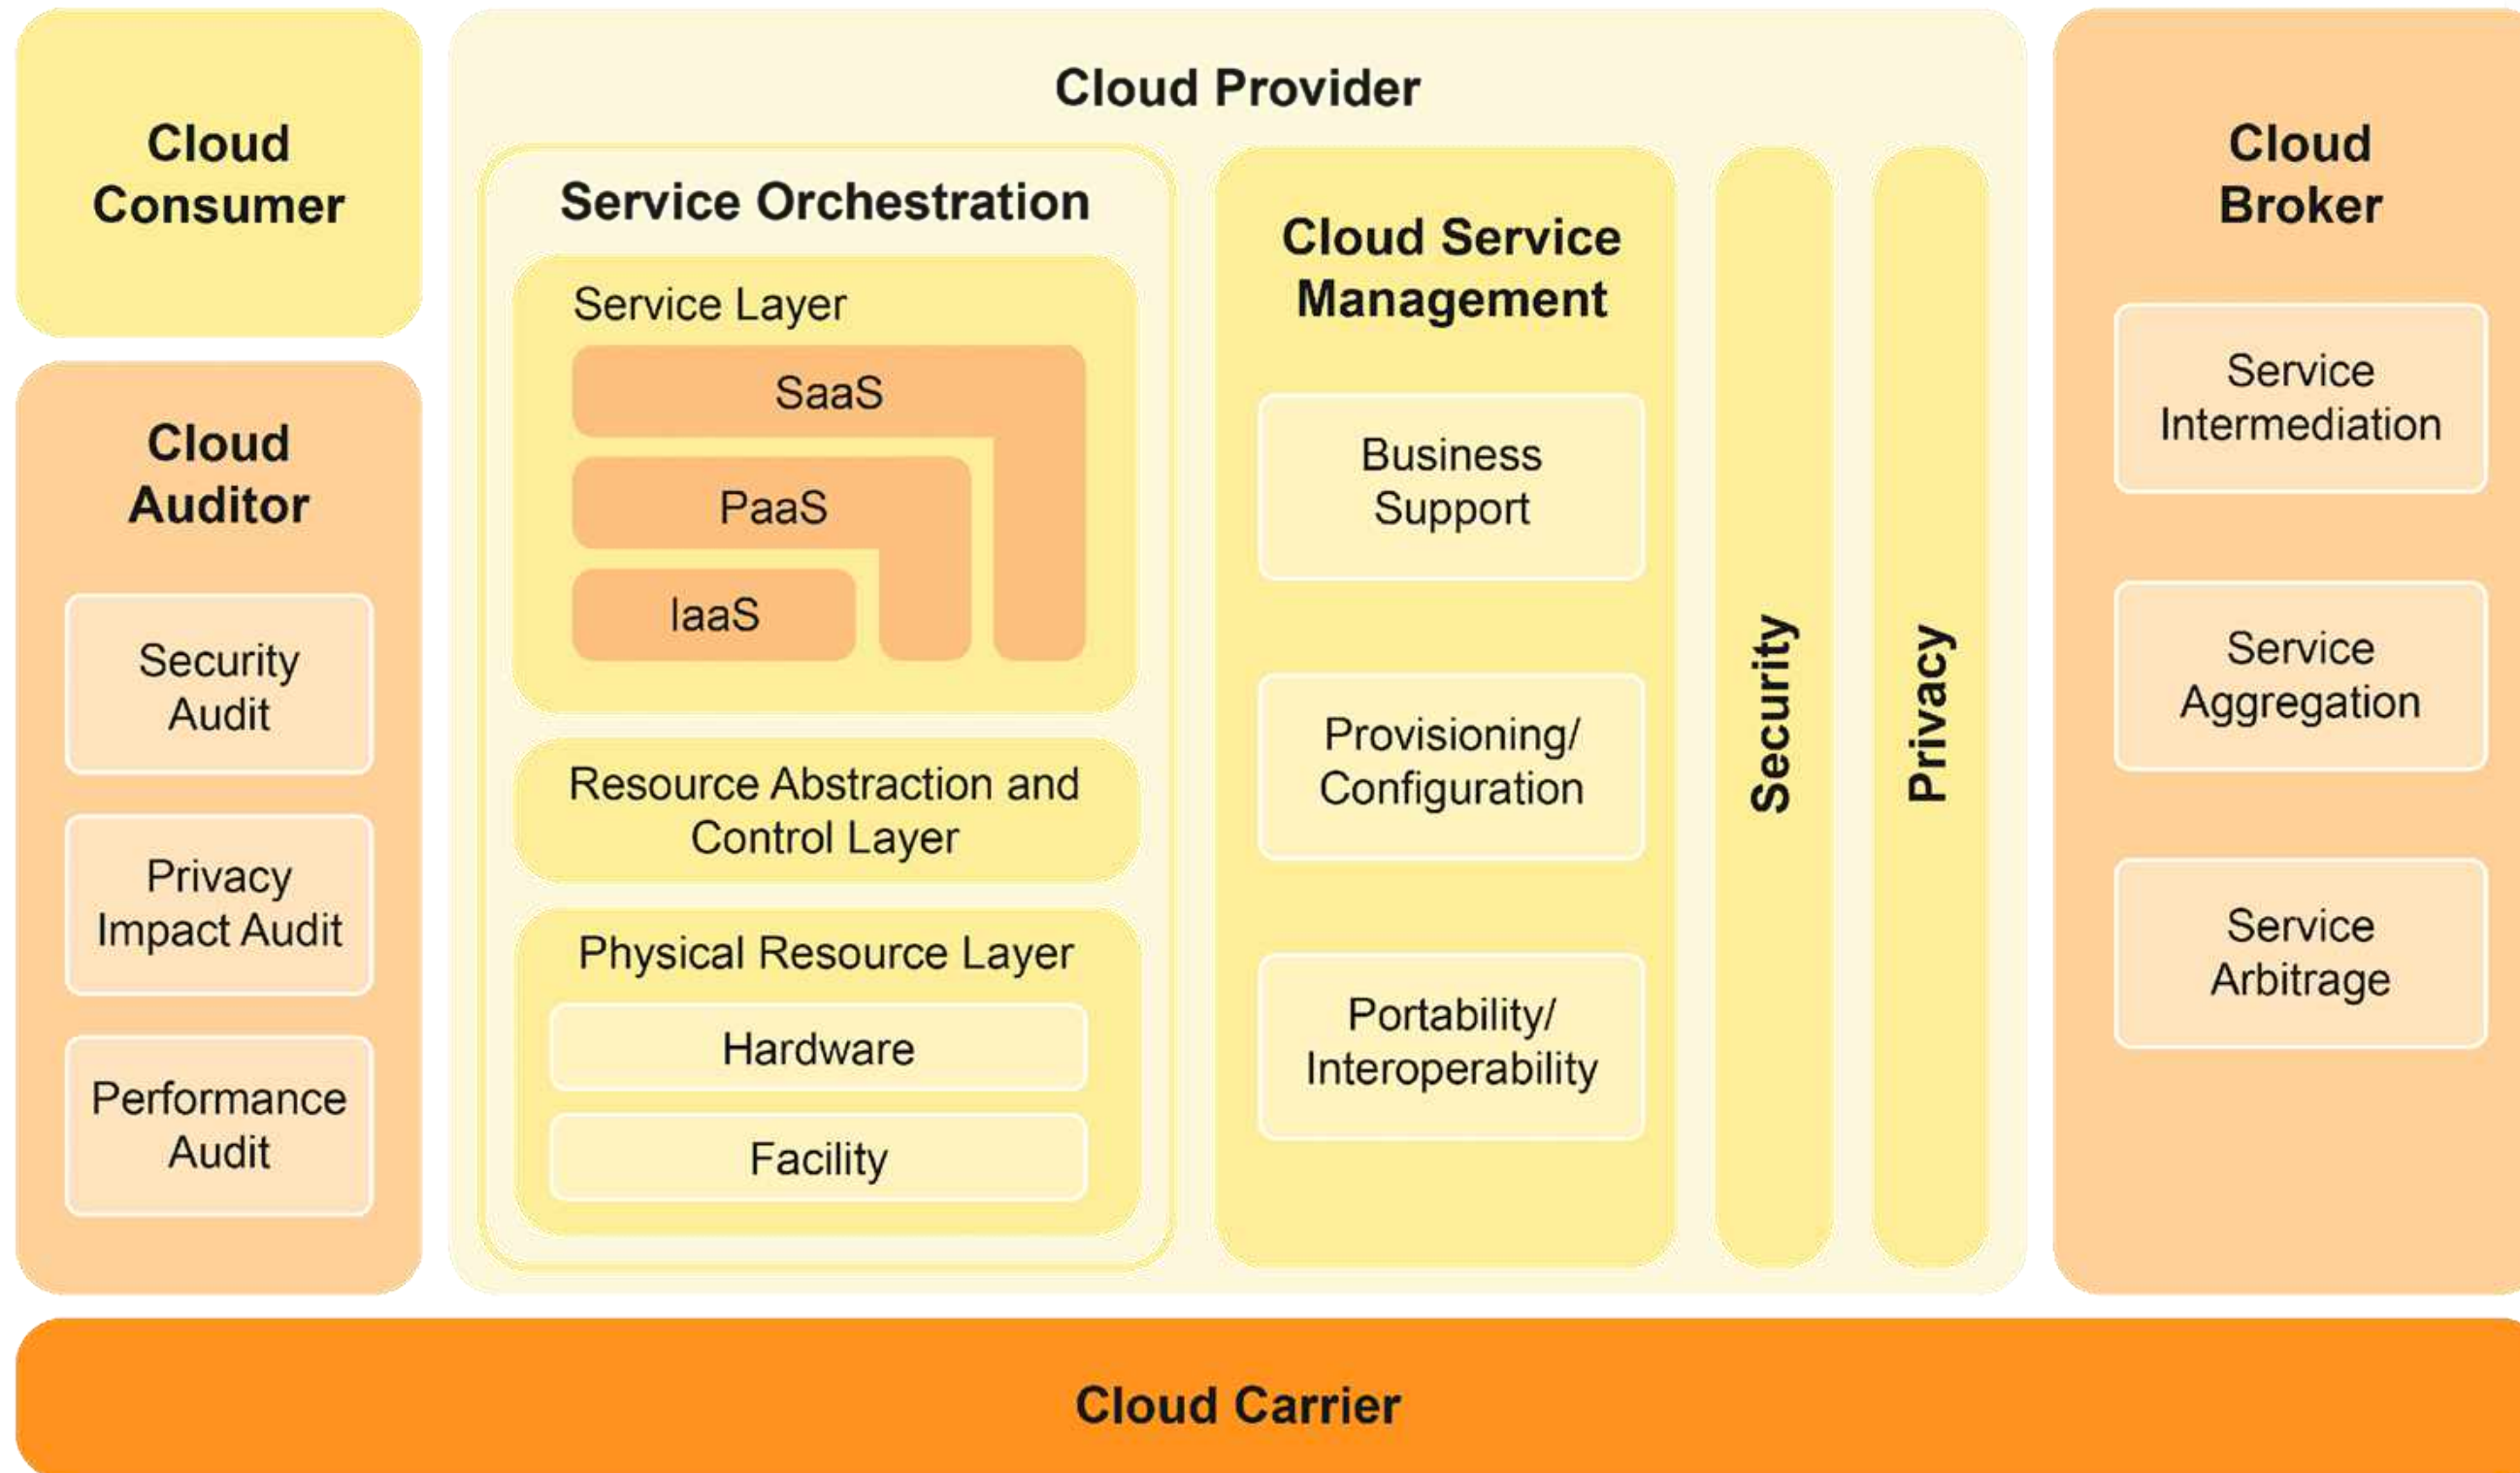 Cloud
Consumer
Cloud
Auditor
Security
Audit
Privacy
Impact Audit
Performance
Audit
Cloud Provider
Service Orchestration
Service Layer
SaaS
PaaS
IaaS
Resource Abstraction and
Control Layer
Physical Resource Layer
Hardware
Facility
Cloud Service
Management
Business
Support
Provisioning/
Configuration
Portability/
Interoperability
Security
Privacy
Cloud
Broker
Service
Intermediation
Service
Aggregation
Service
Arbitrage
Cloud Carrier